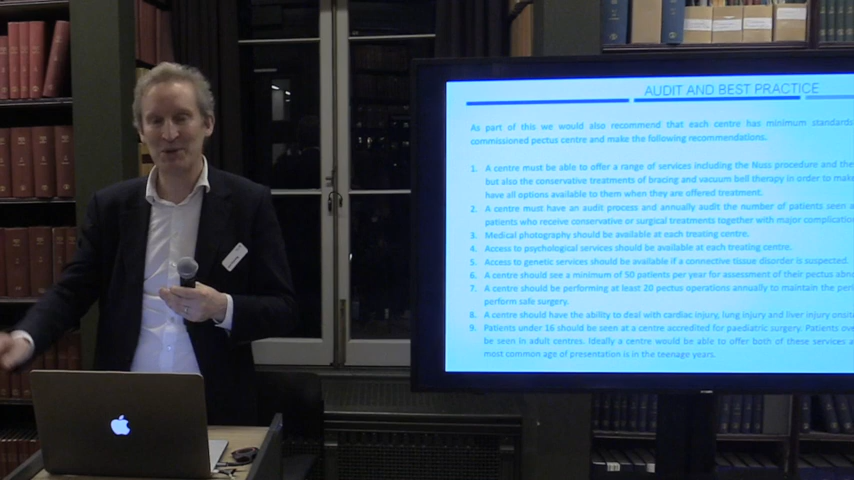 AUDIT AND BEST PRACTICE
As part of this we would also recommend that each centre has minimum standards
commissioned pectus centre and make the following recommendations.
1. A centre must be able to offer a range of services including the Nuss procedure and the
but also the conservative treatments of bracing and vacuum bell therapy in order to make
have all options available to them when they are offered treatment.
2. A centre must have an audit process and annually audit the number of patients seen a
patients who receive conservative or surgical treatments together with major complicatio
3. Medical photography should be available at each treating centre.
4. Access to psychological services should be available at each treating centre.
5. Access to genetic services should be available if a connective tissue disorder is suspected.
6. A centre should see a minimum of 50 patients per year for assessment of their pectus abno
7. A centre should be performing at least 20 pectus operations annually to maintain the peri
perform safe surgery.
8. A centre should have the ability to deal with cardiac injury, lung injury and liver injury onsit
9. Patients under 16 should be seen at a centre accredited for paediatric surgery. Patients ove
be seen in adult centres. Ideally a centre would be able to offer both of these services a
most common age of presentation is in the teenage years.